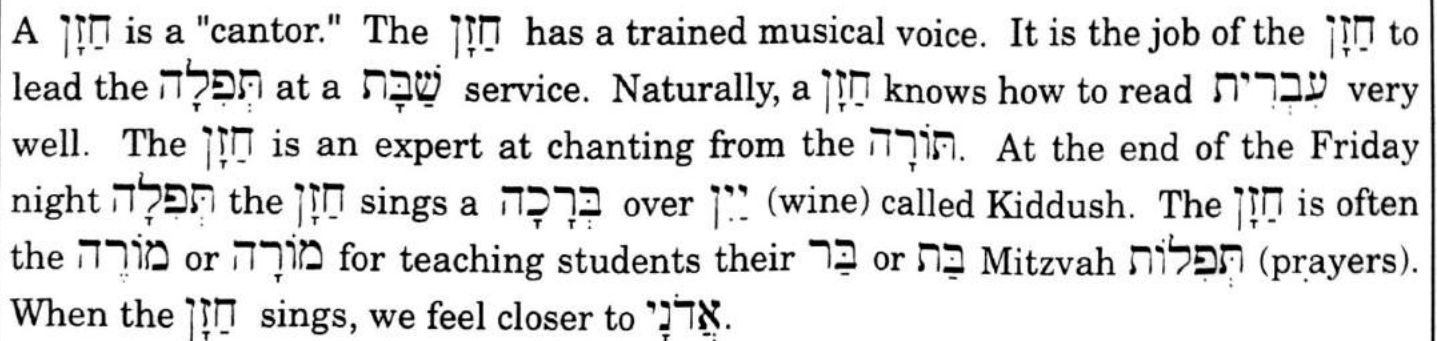 A חַזָּן is a "cantor." The חַזָּן has a trained musical voice. It is the job of the חַזָּן to
lead the תְּפִלָּה at a שַׁבָּת service. Naturally, a חַזָּן knows how to read עִבְרִית very
well. The חַזָּן is an expert at chanting from the תּוֹרָה. At the end of the Friday
night תְּפִלָּה the חַזָּן sings a בְּרָכָה over יַיִן (wine) called Kiddush. The חַזָּן is often
the מוֹרֶה or מוֹרָה for teaching students their בַּר or בַּת Mitzvah תְּפִלּוֹת (prayers).
When the חַזָּן sings, we feel closer to אֲדֹנָי.